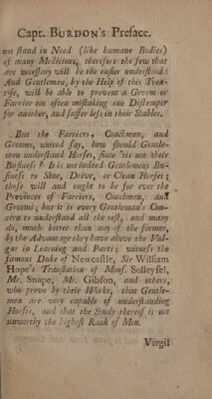 Capt. BURDON's Preface.
not stand in Need (like humane Bodies)
of many Medicines, therefore the few that
are necessary will be the easier understood:
And Gentlemen, by the Help of this Trea-
tise, will be able to prevent a Groom or
Farrier too often mistaking one Distemper
for another, and suffer less in their Stables.
But the Farriers, Coachmen, and
Grooms, united say, how should Gentle-
men understand Horses, since 'tis not their
Business? It is not indeed Gentlemens Bu-
siness to Shoe, Drive, or Clean Horses;
those will and ought to be for ever the
Provinces of Farriers, Coachmen, and
Grooms; but it is every Gentleman's Con-
cern to understand all the rest, and many
do, much better than any of the former,
by the Advantage they have above the Vul-
gar in Learning and Parts; witness the
famous Duke of Newcastle, Sir William
Hope's Translation of Mons. Solleysel,
Mr. Snape, Mr. Gibson, and others,
who prove by their Works, that Gentle-
men are very capable of understanding
Horses, and that the Study thereof is not
unworthy the highest Rank of Men.
Virgil